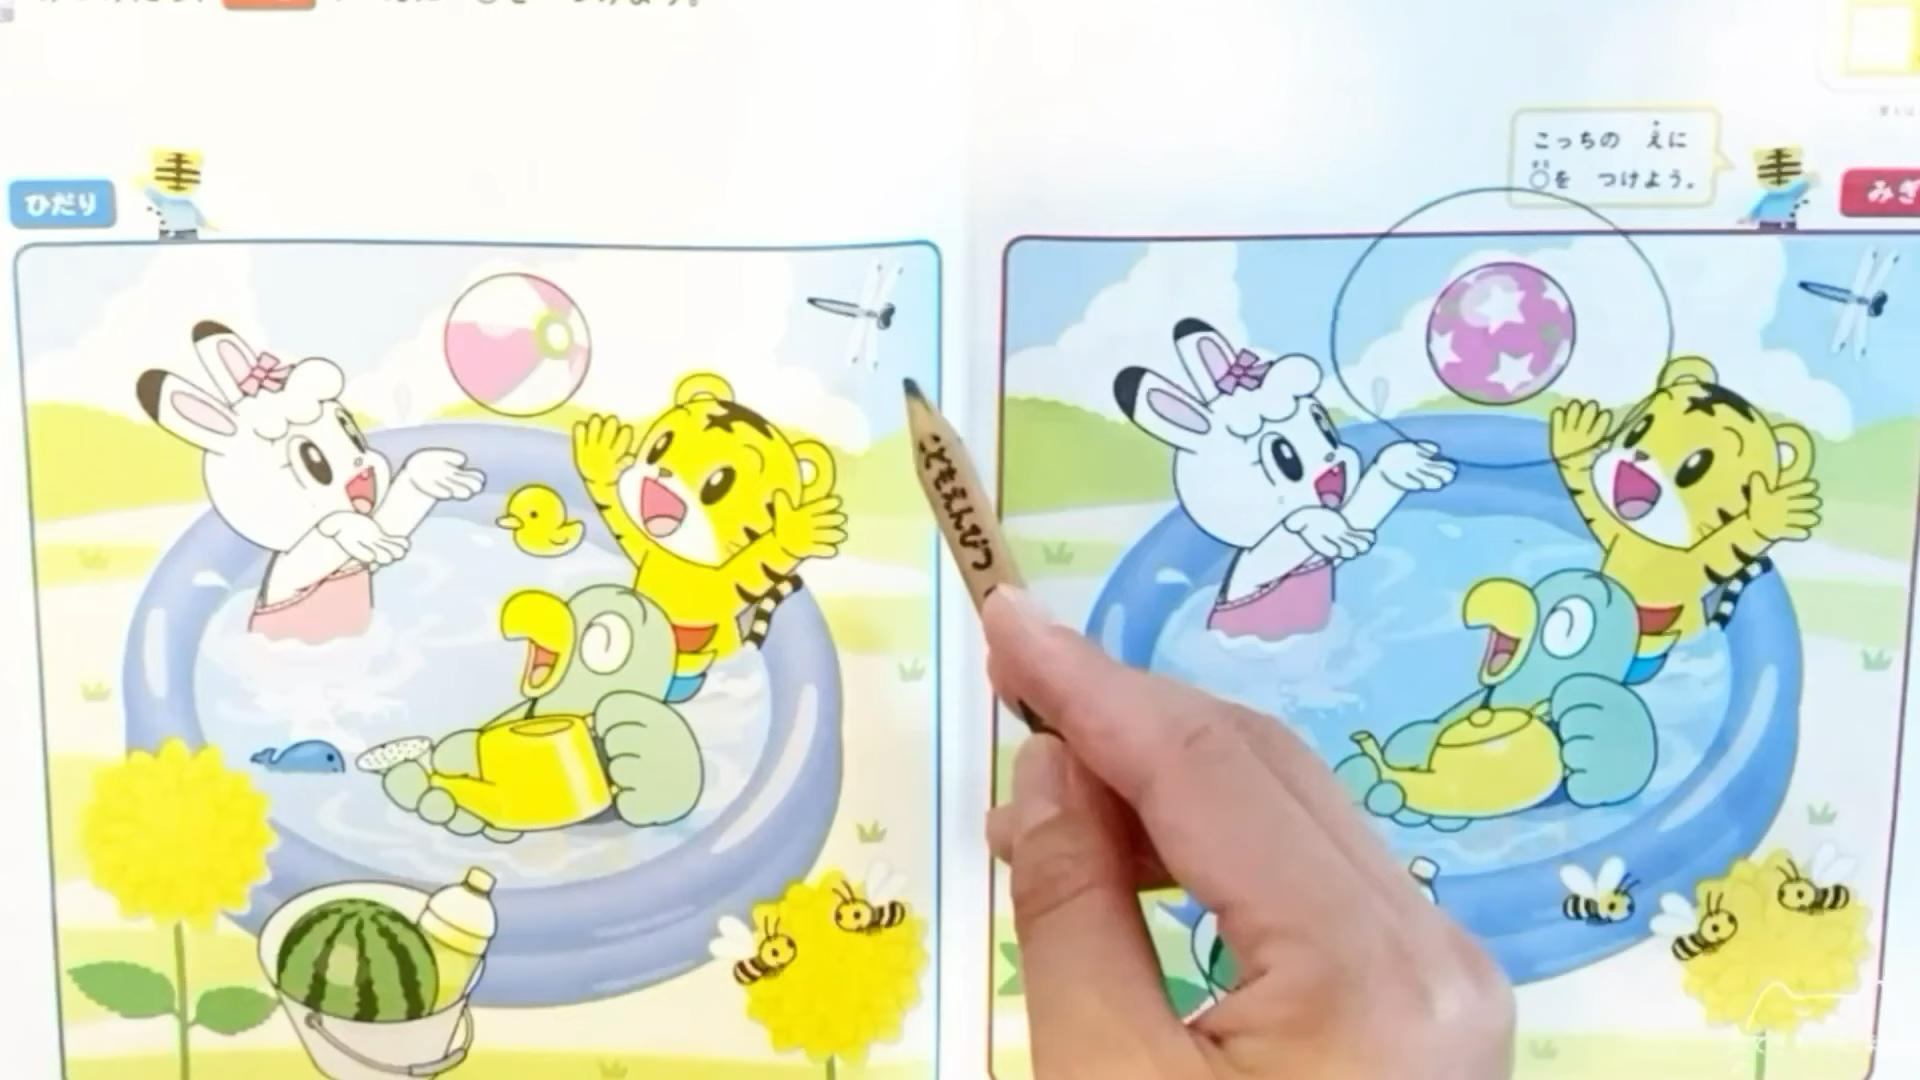 ひだり
こっちの えに
○を つけよう。
みぎ
こどもえんぴつ